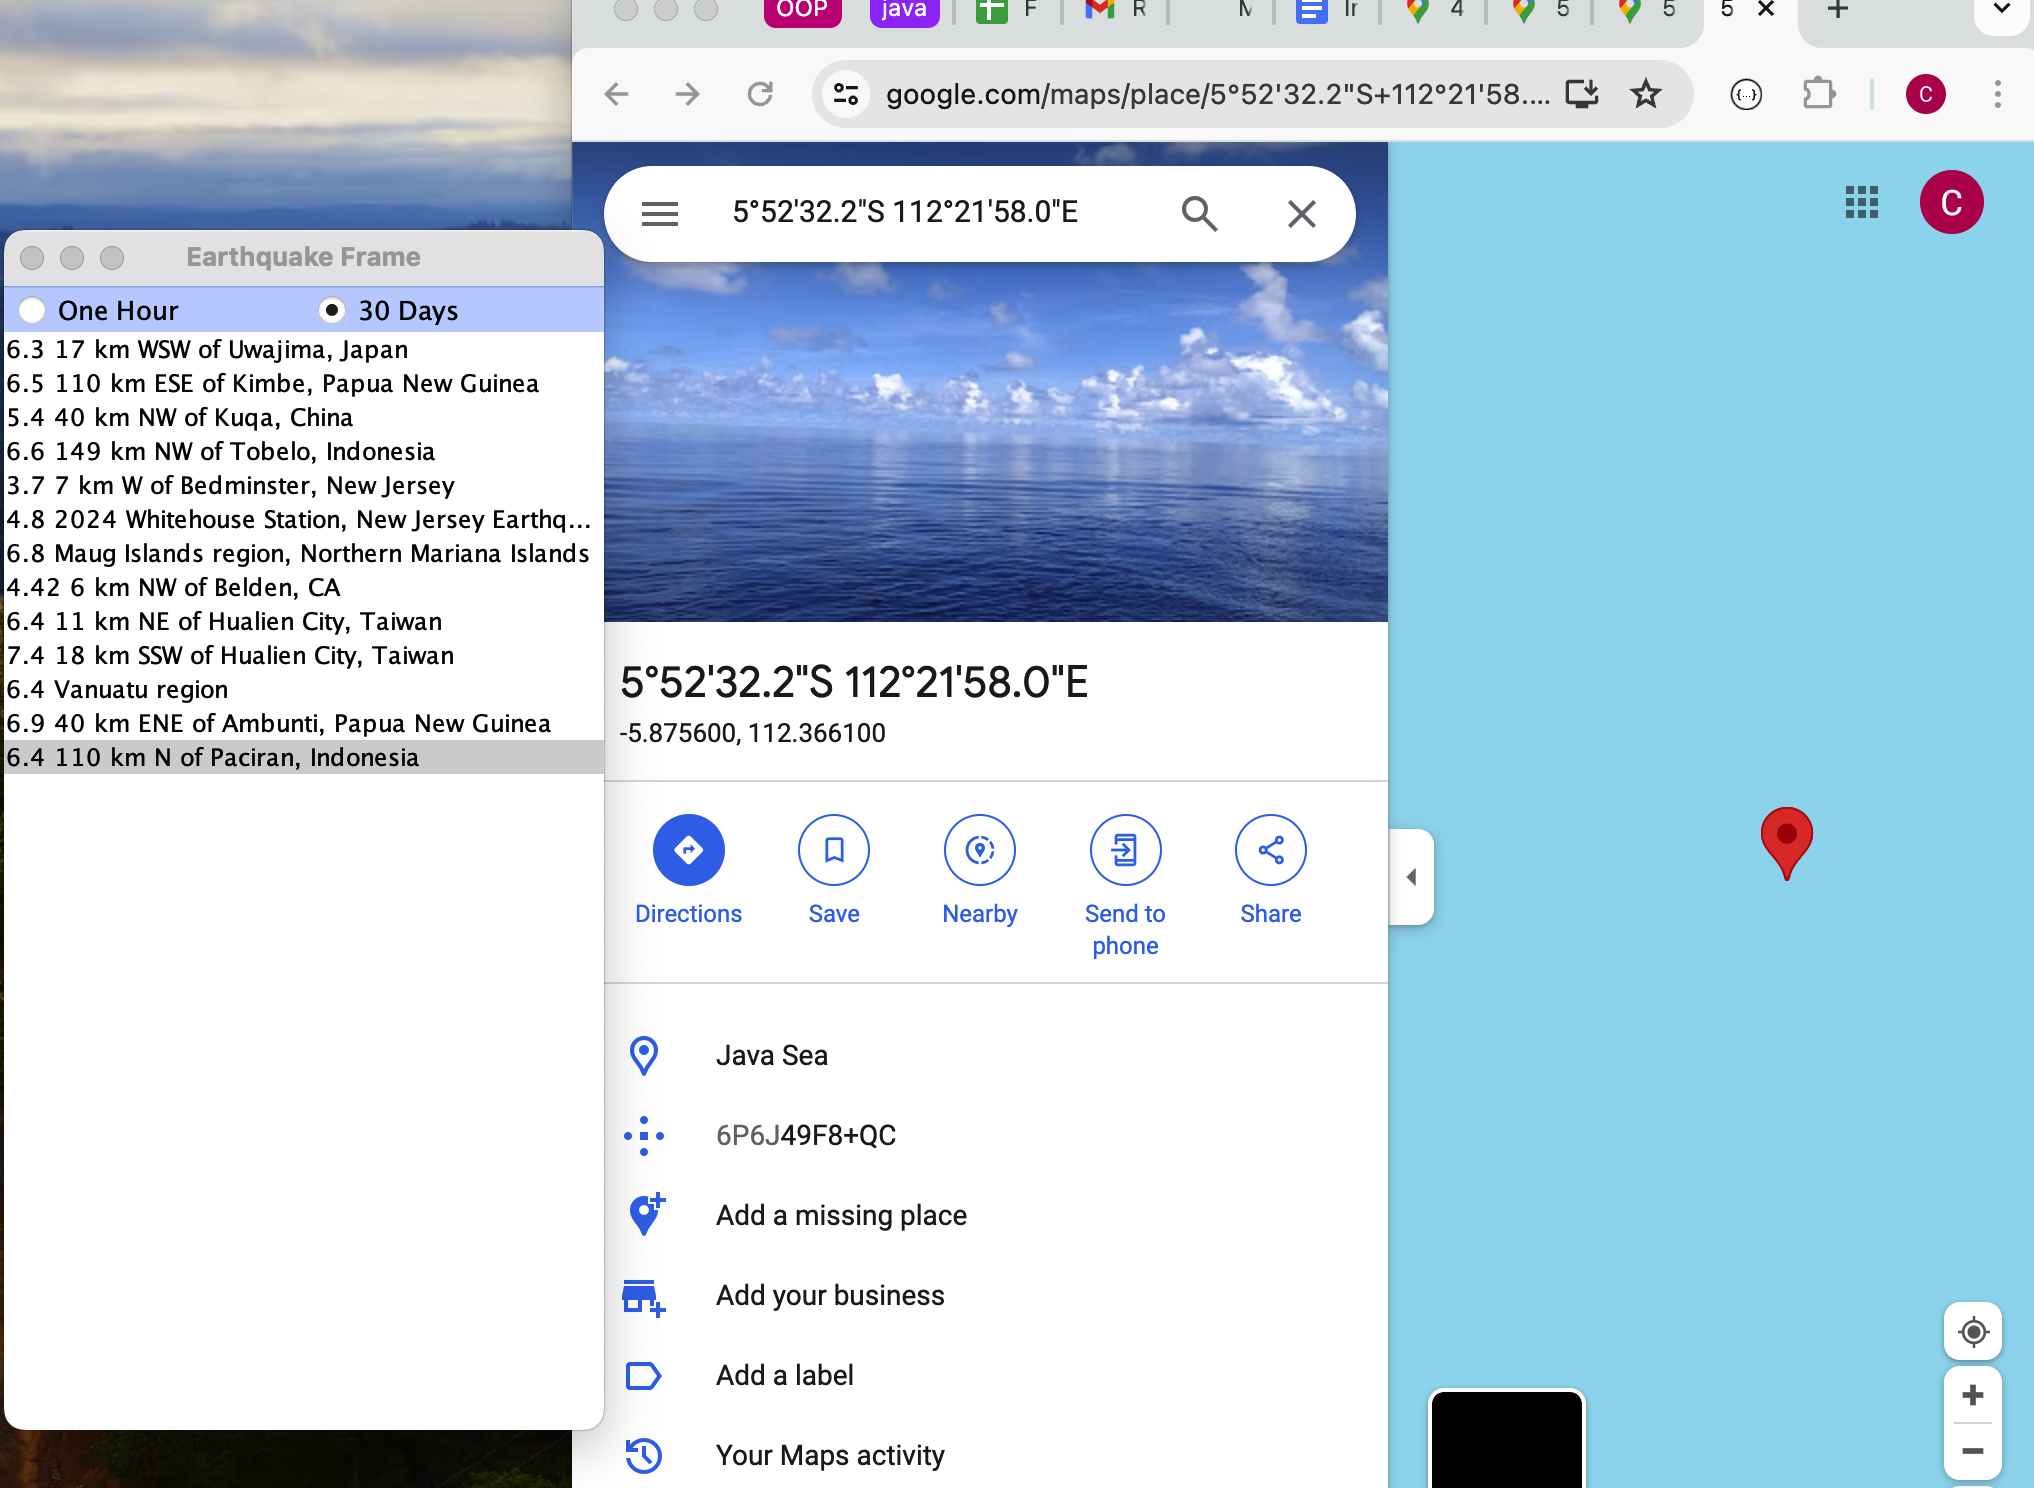 OOP
java
F
R
M
Ir
4
5
5
5
google.com/maps/place/5°52'32.2"S+112°21'58....
C
5°52'32.2"S 112°21'58.0"E
C
Earthquake Frame
One Hour
30 Days
6.3 17 km WSW of Uwajima, Japan
6.5 110 km ESE of Kimbe, Papua New Guinea
5.4 40 km NW of Kuqa, China
6.6 149 km NW of Tobelo, Indonesia
3.7 7 km W of Bedminster, New Jersey
4.8 2024 Whitehouse Station, New Jersey Earthq...
6.8 Maug Islands region, Northern Mariana Islands
4.42 6 km NW of Belden, CA
6.4 11 km NE of Hualien City, Taiwan
7.4 18 km SSW of Hualien City, Taiwan
6.4 Vanuatu region
6.9 40 km ENE of Ambunti, Papua New Guinea
6.4 110 km N of Paciran, Indonesia
5°52'32.2"S 112°21'58.0"E
-5.875600, 112.366100
Directions
Save
Nearby
Send to
phone
Share
Java Sea
6P6J49F8+QC
Add a missing place
Add your business
Add a label
Your Maps activity